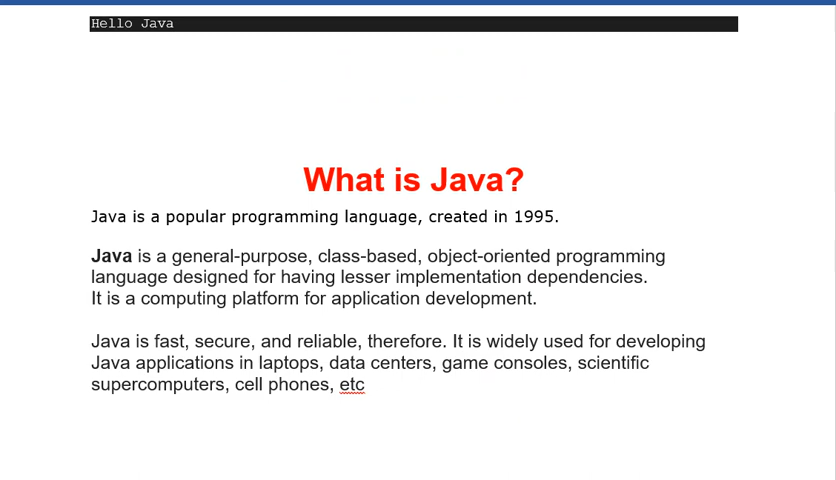 Hello Java
What is Java?
Java is a popular programming language, created in 1995.
Java is a general-purpose, class-based, object-oriented programming
language designed for having lesser implementation dependencies.
It is a computing platform for application development.
Java is fast, secure, and reliable, therefore. It is widely used for developing
Java applications in laptops, data centers, game consoles, scientific
supercomputers, cell phones, etc